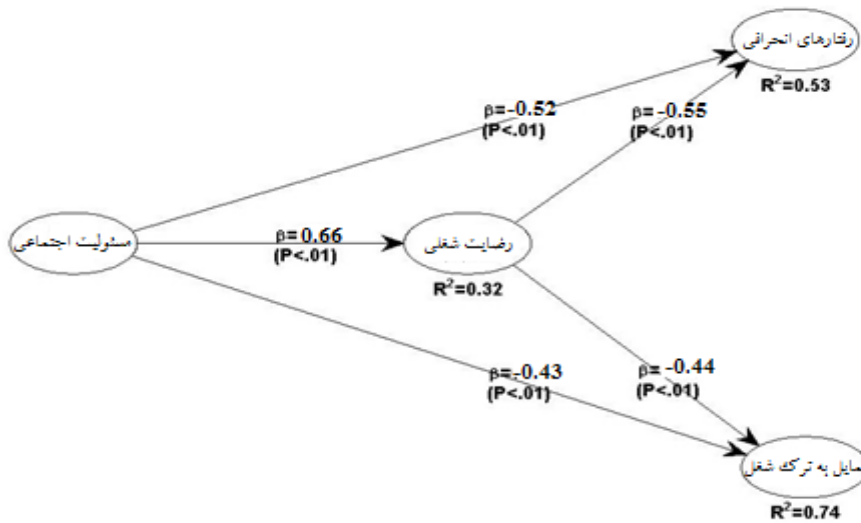 رفتارهای انحرافی
R²=0.53
β=-0.52
(P<.01)
β=-0.55
(P<.01)
مسئولیت اجتماعی
β=0.66
(P<.01)
رضایت شغلی
R²=0.32
β=-0.43
(P<.01)
β=-0.44
(P<.01)
مایل به ترک شغل
R²=0.74